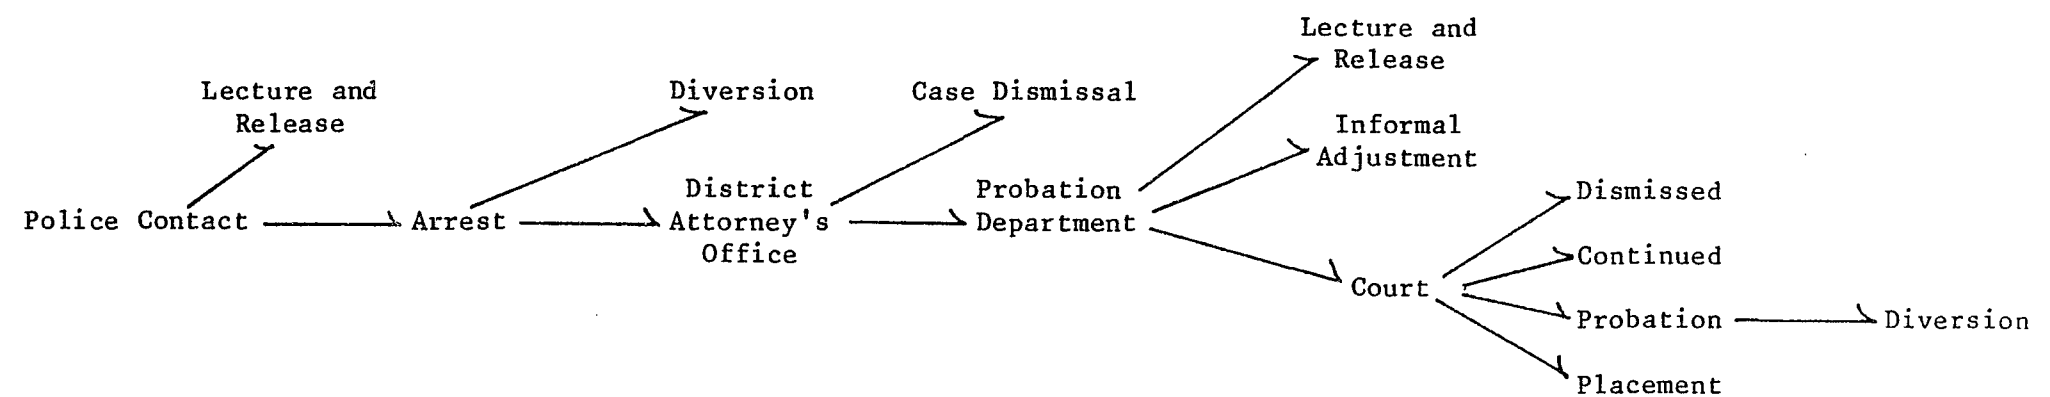 Lecture and
Release
Police Contact
Arrest
Diversion
District
Attorney's
Office
Case Dismissal
Probation
Department
Lecture and
Release
Informal
Adjustment
Court
Dismissed
Continued
Probation
Diversion
Placement